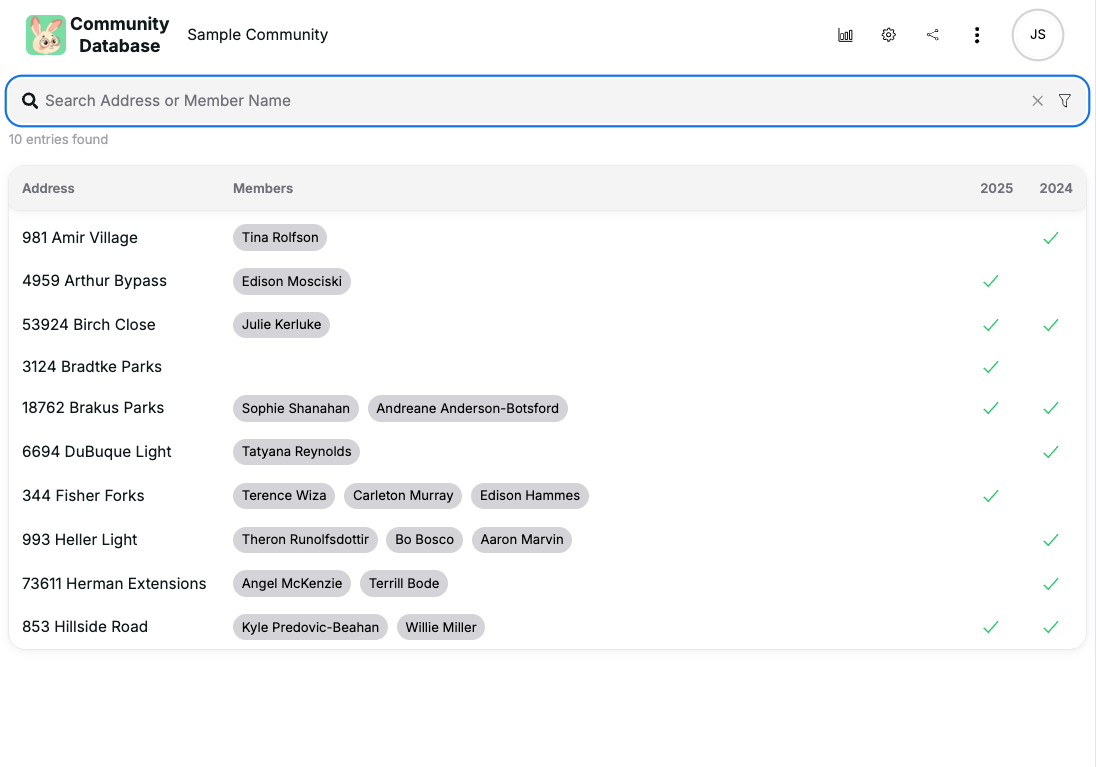 Community
Database
Sample Community
JS
Search Address or Member Name
10 entries found
Address Members 2025 2024
981 Amir Village Tina Rolfson
4959 Arthur Bypass Edison Mosciski
53924 Birch Close Julie Kerluke
3124 Bradtke Parks
18762 Brakus Parks Sophie Shanahan Andreane Anderson-Botsford
6694 DuBuque Light Tatyana Reynolds
344 Fisher Forks Terence Wiza Carleton Murray Edison Hammes
993 Heller Light Theron Runolfsdottir Bo Bosco Aaron Marvin
73611 Herman Extensions Angel McKenzie Terrill Bode
853 Hillside Road Kyle Predovic-Beahan Willie Miller